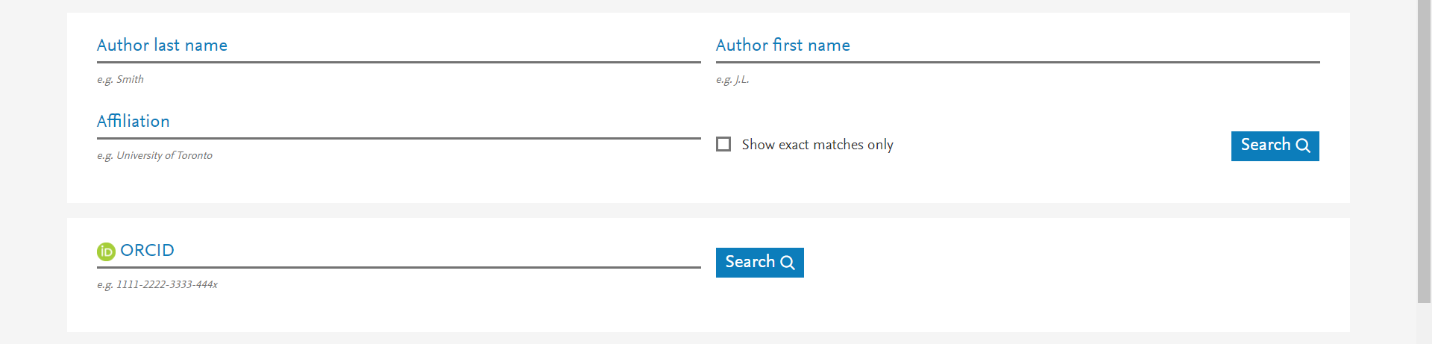 Author last name
Author first name
e.g. Smith
e.g. J.L.
Affiliation
e.g. University of Toronto
Show exact matches only
Search
iD ORCID
Search
e.g. 1111-2222-3333-444x